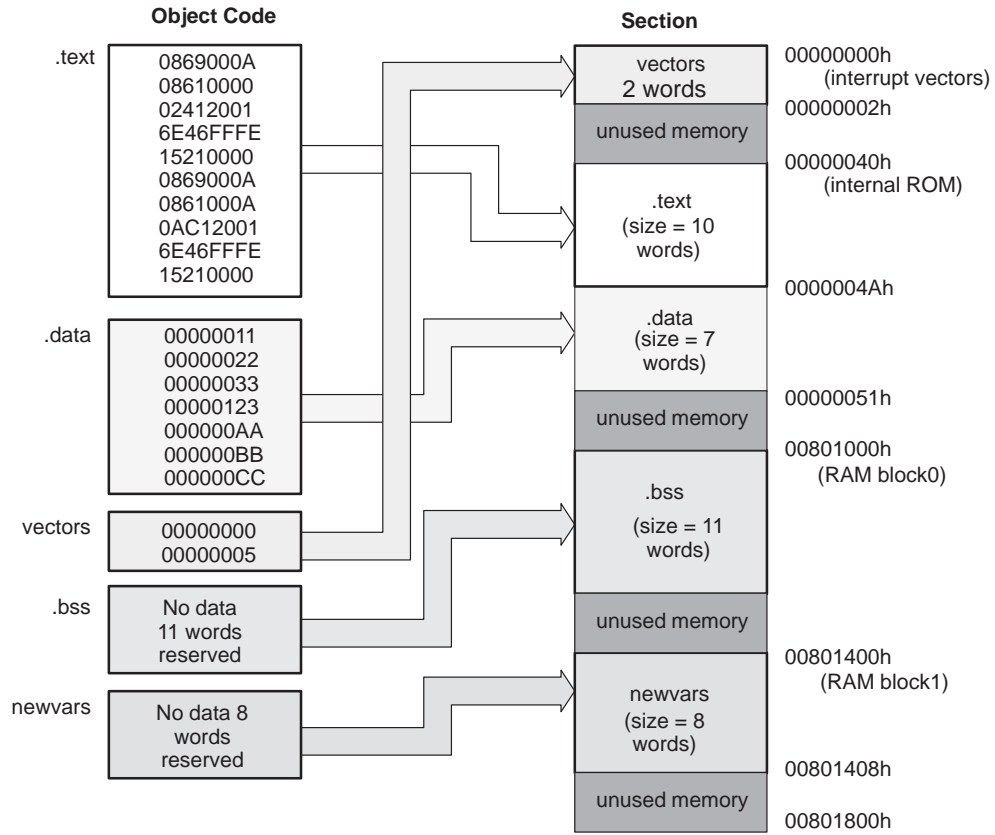 Object Code
.text
0869000A
08610000
02412001
6E46FFFE
15210000
0869000A
0861000A
0AC12001
6E46FFFE
15210000
.data
00000011
00000022
00000033
00000123
000000AA
000000BB
000000CC
vectors
00000000
00000005
.bss
No data
11 words
reserved
newvars
No data 8
words
reserved
Section
vectors
2 words
unused memory
.text
(size = 10
words)
.data
(size = 7
words)
unused memory
.bss
(size = 11
words)
unused memory
newvars
(size = 8
words)
unused memory
00000000h
(interrupt vectors)
00000002h
00000040h
(internal ROM)
0000004Ah
00000051h
00801000h
(RAM block0)
00801400h
(RAM block1)
00801408h
00801800h